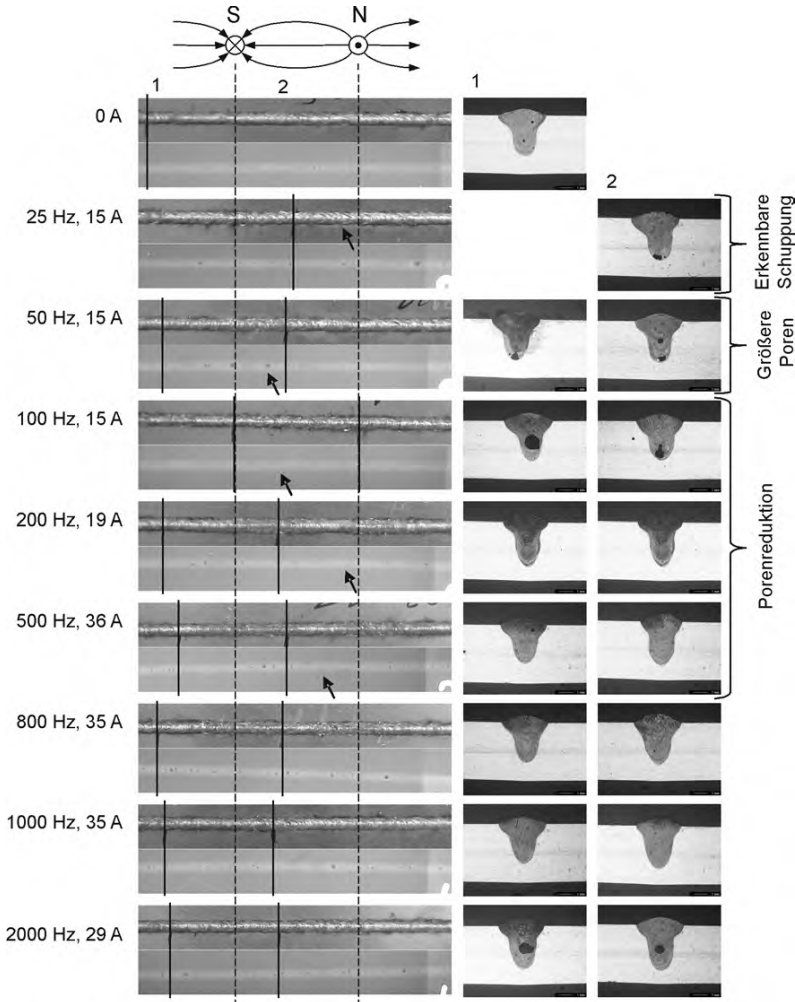 S N
1 2 1
0 A
2
25 Hz, 15 A
Erkennbare
Schuppung
50 Hz, 15 A
Größere
Poren
100 Hz, 15 A
Porenreduktion
200 Hz, 19 A
500 Hz, 36 A
800 Hz, 35 A
1000 Hz, 35 A
2000 Hz, 29 A